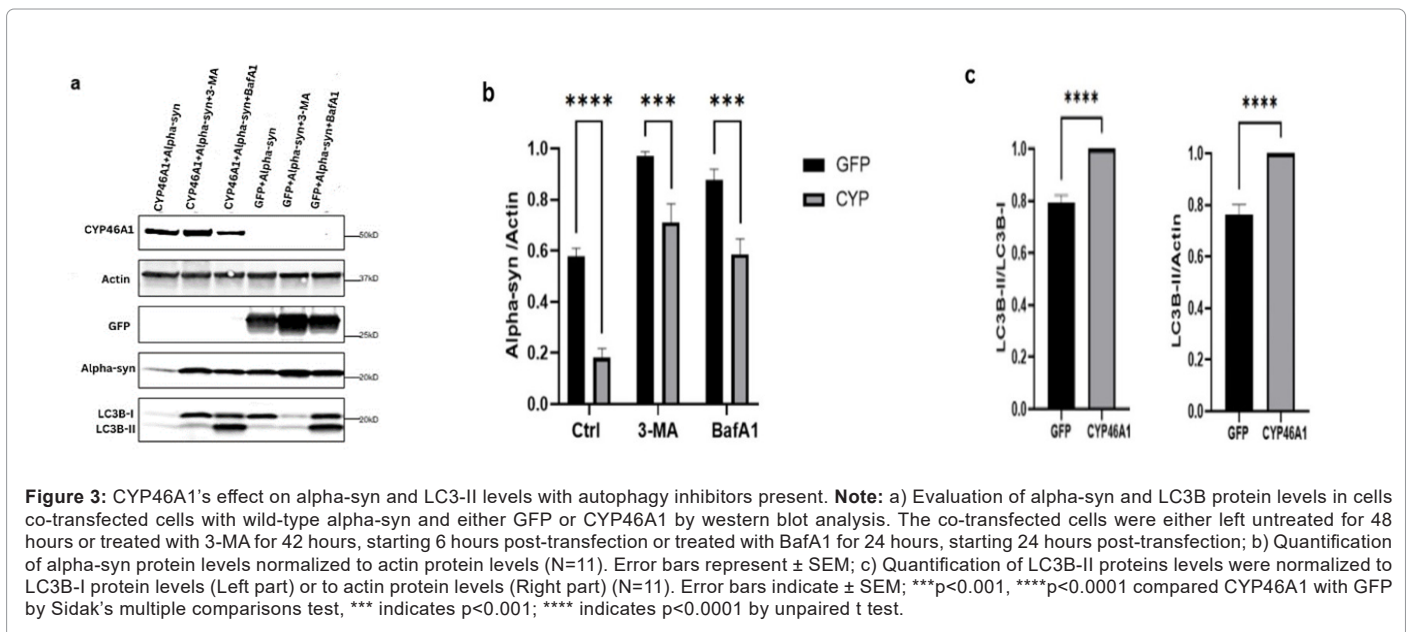 a
CYP46A1+Alpha-syn
CYP46A1+Alpha-syn+3-MA
CYP46A1+Alpha-syn+BafA1
GFP+Alpha-syn
GFP+Alpha-syn+3-MA
GFP+Alpha-syn+BafA1
CYP46A1
50kD
Actin
37kD
GFP
25kD
Alpha-syn
20kD
LC3B-I
20kD
LC3B-II
b
**** *** ***
Alpha-syn /Actin
1.0
0.8
0.6
0.4
0.2
0.0
Ctrl 3-MA BafA1
GFP
CYP
c
****
LC3B-II/LC3B-I
1.0
0.8
0.6
0.4
0.2
0.0
GFP CYP46A1
****
LC3B-II/Actin
1.0
0.8
0.6
0.4
0.2
0.0
GFP CYP46A1
Figure 3: CYP46A1's effect on alpha-syn and LC3-II levels with autophagy inhibitors present. Note: a) Evaluation of alpha-syn and LC3B protein levels in cells
co-transfected cells with wild-type alpha-syn and either GFP or CYP46A1 by western blot analysis. The co-transfected cells were either left untreated for 48
hours or treated with 3-MA for 42 hours, starting 6 hours post-transfection or treated with BafA1 for 24 hours, starting 24 hours post-transfection; b) Quantification
of alpha-syn protein levels normalized to actin protein levels (N=11). Error bars represent ± SEM; c) Quantification of LC3B-II proteins levels were normalized to
LC3B-I protein levels (Left part) or to actin protein levels (Right part) (N=11). Error bars indicate ± SEM; ***p<0.001, ****p<0.0001 compared CYP46A1 with GFP
by Sidak's multiple comparisons test, *** indicates p<0.001; **** indicates p<0.0001 by unpaired t test.